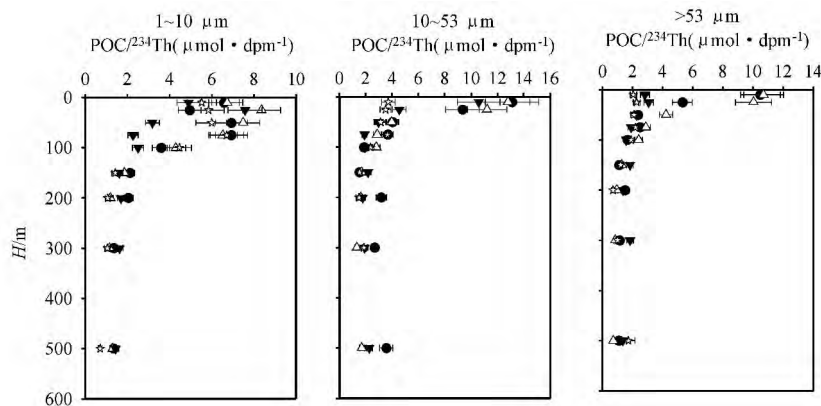 1~10 μm
POC/²³⁴Th( μmol • dpm⁻¹)
0 2 4 6 8 10
10~53 μm
POC/²³⁴Th( μmol • dpm⁻¹)
0 2 4 6 8 10 12 14 16
>53 μm
POC/²³⁴Th( μmol • dpm⁻¹)
0 2 4 6 8 10 12 14
0
100
200
300
400
500
600
H/m